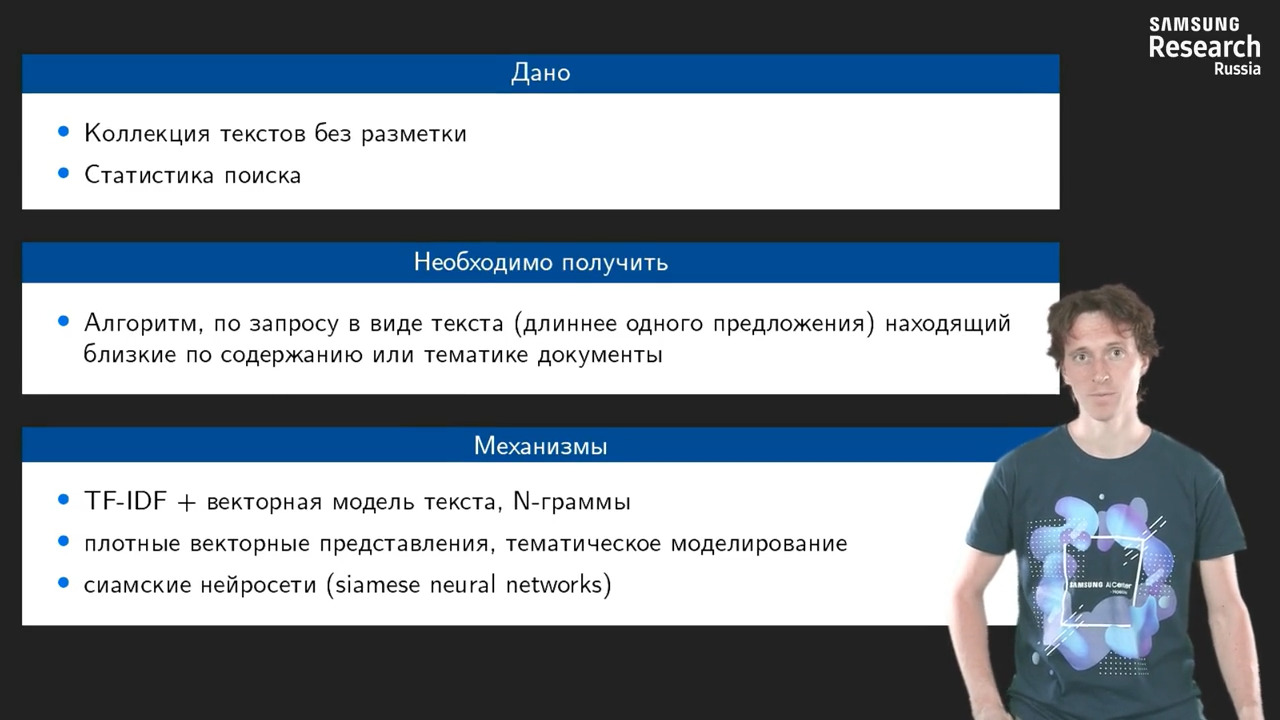 SAMSUNG
Research
Russia
Дано
Коллекция текстов без разметки
Статистика поиска
Необходимо получить
Алгоритм, по запросу в виде текста (длиннее одного предложения) находящий
близкие по содержанию или тематике документы
Механизмы
TF-IDF + векторная модель текста, N-граммы
плотные векторные представления, тематическое моделирование
сиамские нейросети (siamese neural networks)
SAMSUNG AI Center